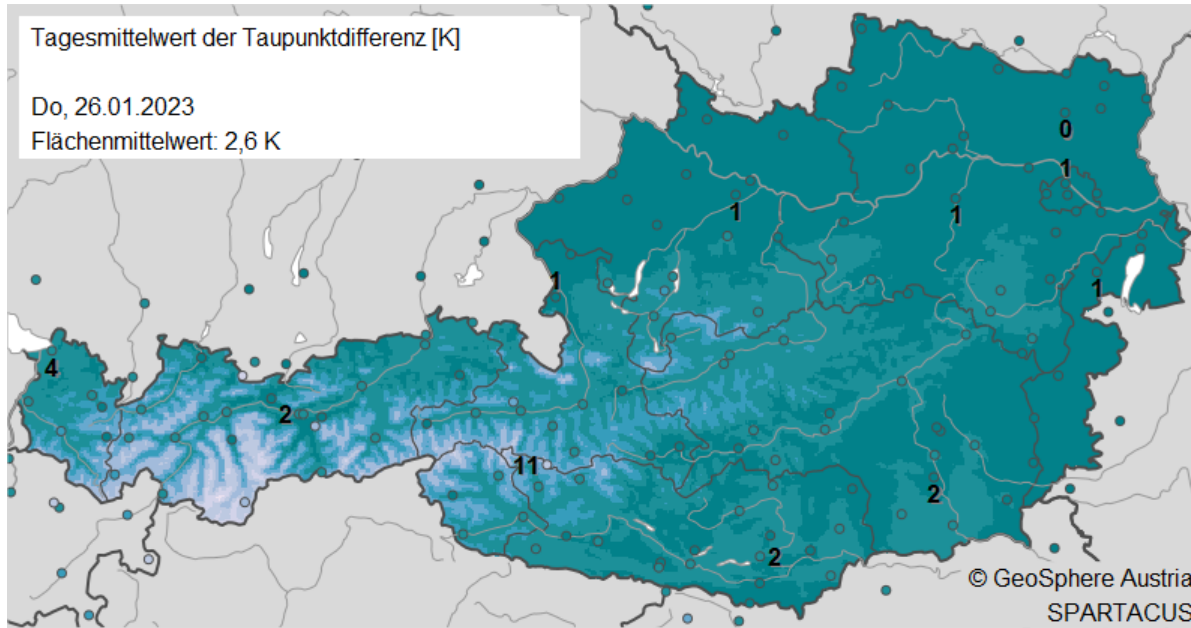 Tagesmittelwert der Taupunktdifferenz [K]
Do, 26.01.2023
Flächenmittelwert: 2,6 K
0
1
1
1
1
1
4
2
11
2
2
© GeoSphere Austria
SPARTACUS